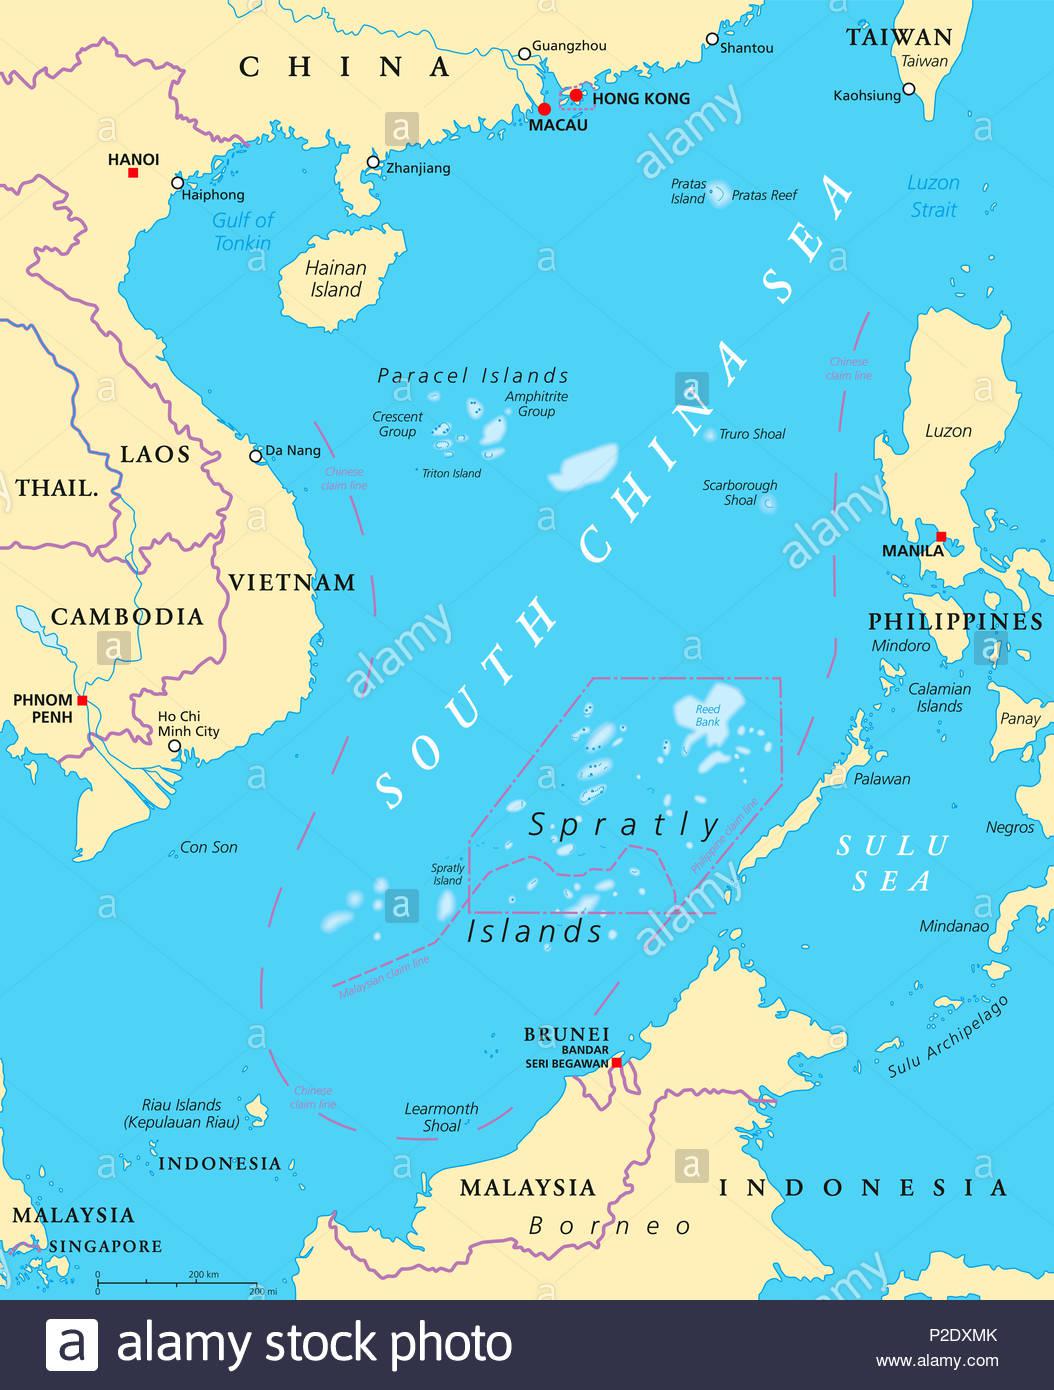 CHINA
Guangzhou
Shantou
TAIWAN
Taiwan
Kaohsiung
HONG KONG
MACAU
HANOI
Haiphong
Zhanjiang
Gulf of
Tonkin
Hainan
Island
Pratas
Island
Pratas Reef
Luzon
Strait
SOUTH CHINA SEA
Paracel Islands
Amphitrite
Group
Crescent
Group
Triton Island
Chinese
claim line
Chinese
claim line
Truro Shoal
Scarborough
Shoal
Luzon
MANILA
LAOS
THAIL.
Da Nang
VIETNAM
CAMBODIA
PHNOM
PENH
Ho Chi
Minh City
PHILIPPINES
Mindoro
Calamian
Islands
Panay
Reed
Bank
Palawan
Negros
Spratly
Islands
Philippine claim line
Spratly
Island
Con Son
SULU
SEA
Mindanao
Malaysian claim line
Sulu Archipelago
BRUNEI
BANDAR
SERI BEGAWAN
Chinese
claim line
Learmonth
Shoal
Riau Islands
(Kepulauan Riau)
INDONESIA
MALAYSIA
SINGAPORE
MALAYSIA
INDONESIA
Borneo
0 200 km
0 200 mi
alamy
alamy
alamy
alamy
alamy
alamy
a alamy stock photo
P2DXMK
www.alamy.com